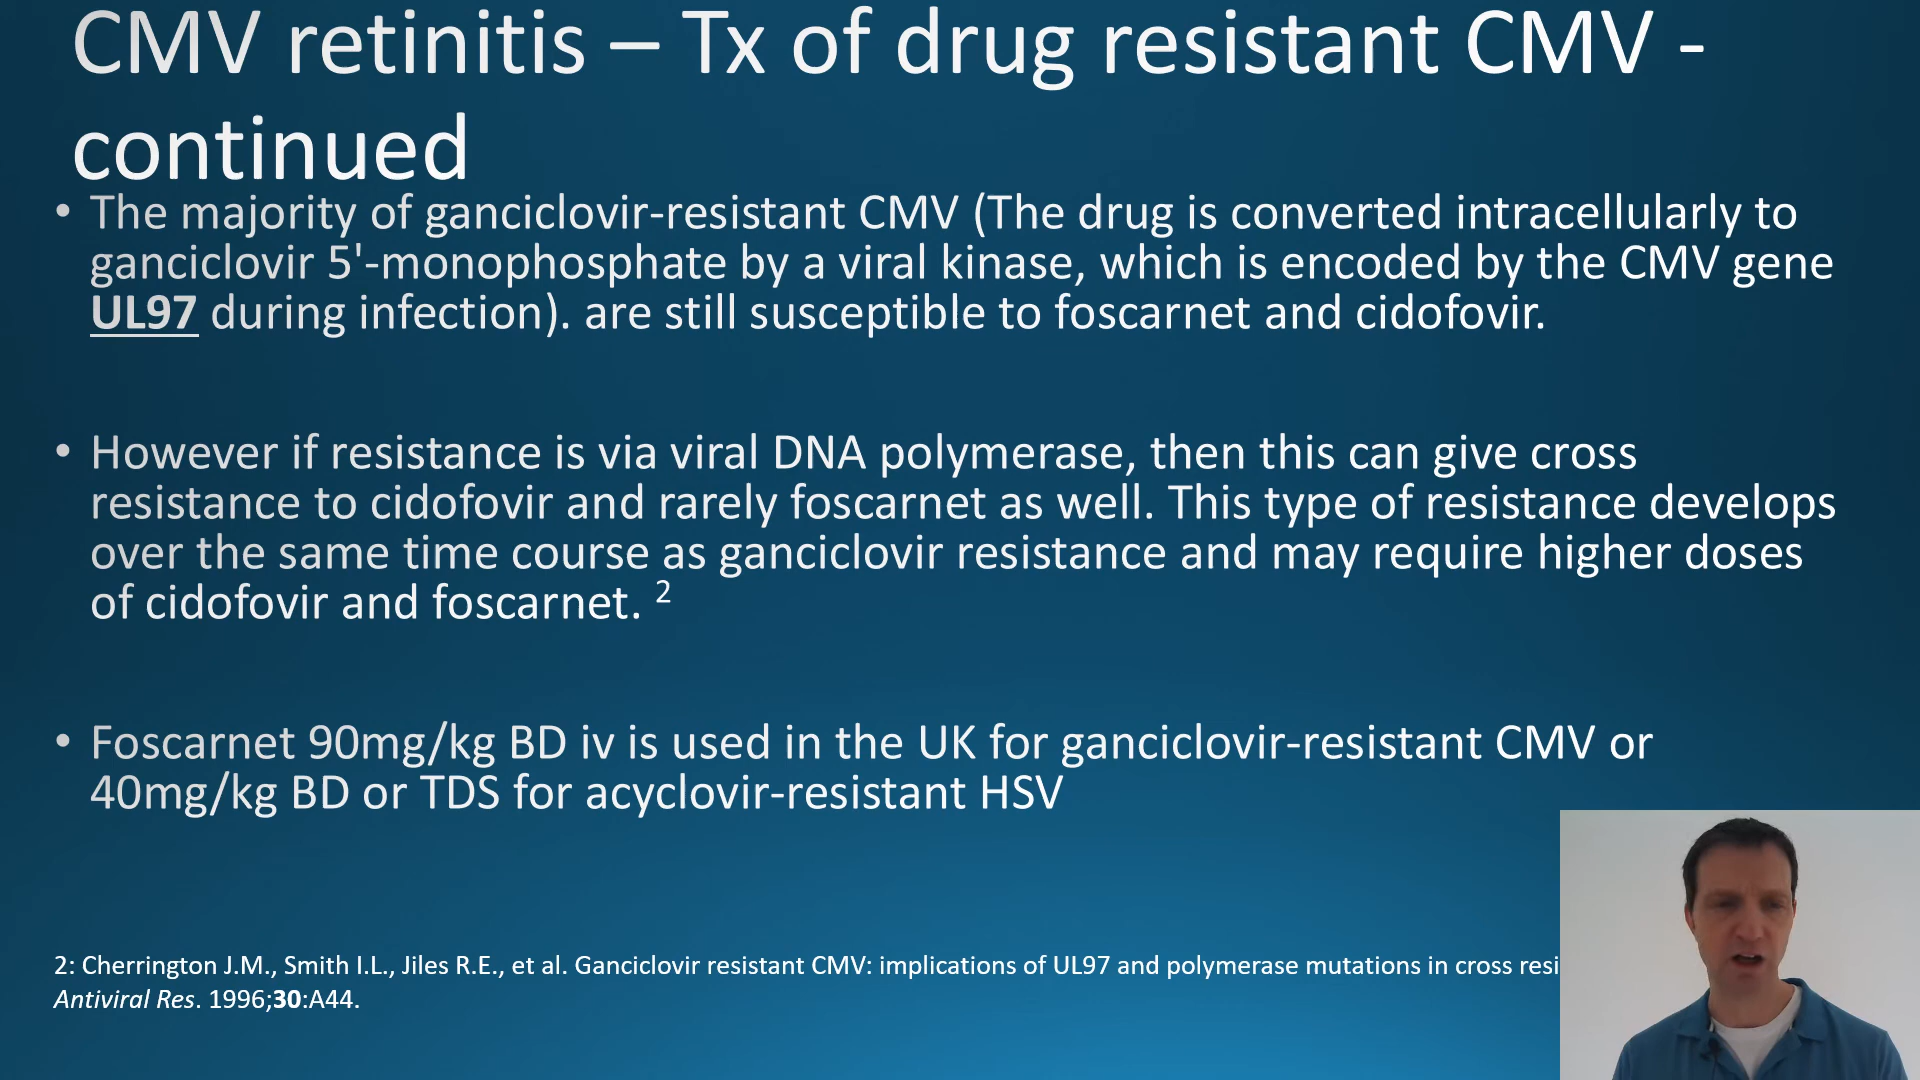 CMV retinitis – Tx of drug resistant CMV -
continued
• The majority of ganciclovir-resistant CMV (The drug is converted intracellularly to
ganciclovir 5'-monophosphate by a viral kinase, which is encoded by the CMV gene
UL97 during infection). are still susceptible to foscarnet and cidofovir.
• However if resistance is via viral DNA polymerase, then this can give cross
resistance to cidofovir and rarely foscarnet as well. This type of resistance develops
over the same time course as ganciclovir resistance and may require higher doses
of cidofovir and foscarnet. 2
• Foscarnet 90mg/kg BD iv is used in the UK for ganciclovir-resistant CMV or
40mg/kg BD or TDS for acyclovir-resistant HSV
2: Cherrington J.M., Smith I.L., Jiles R.E., et al. Ganciclovir resistant CMV: implications of UL97 and polymerase mutations in cross resi
Antiviral Res. 1996;30:A44.